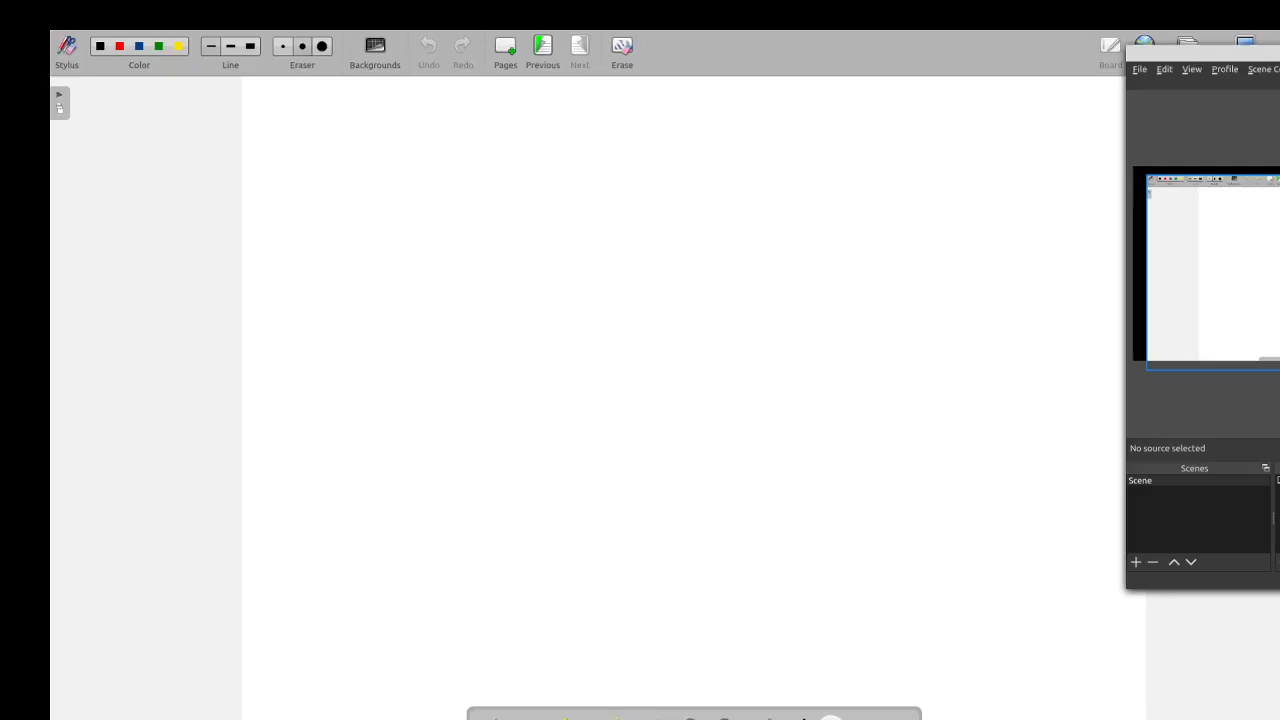 Stylus Color Line Eraser Backgrounds Undo Redo Pages Previous Next Erase Board
File Edit View Profile Scene
No source selected
Scenes
Scene